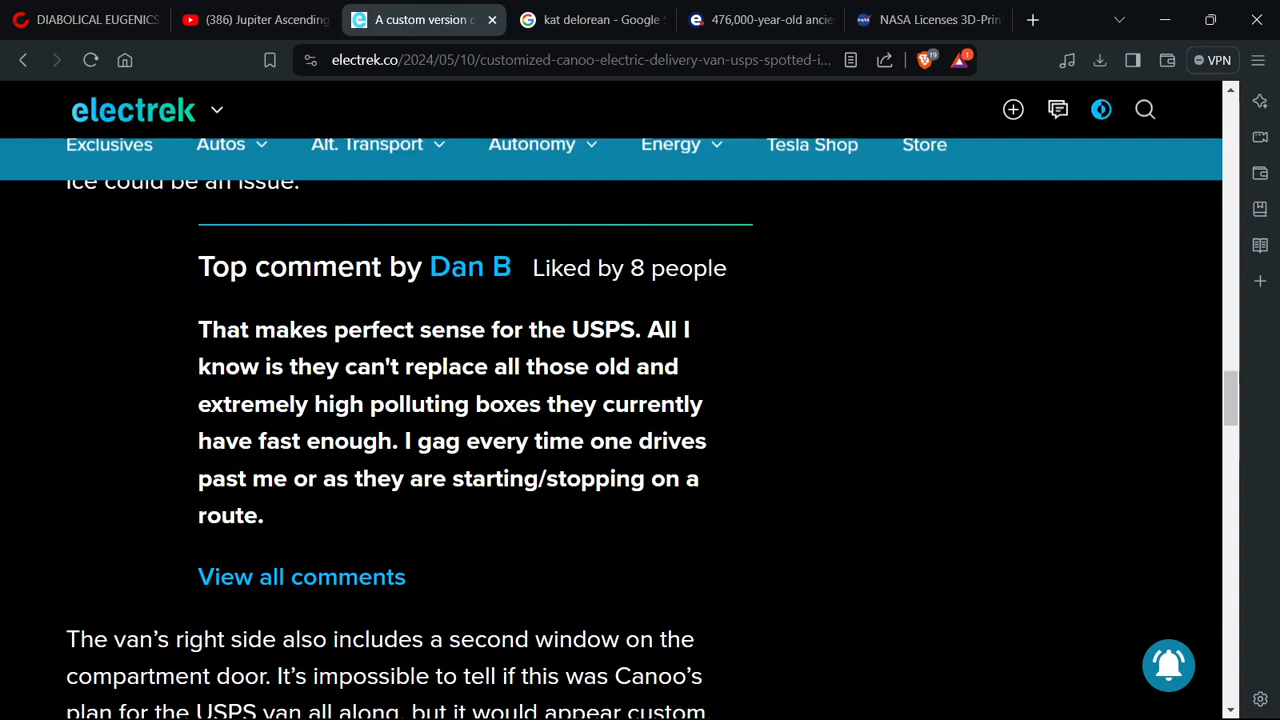 DIABOLICAL EUGENICS
(386) Jupiter Ascending
A custom version o
kat delorean - Google S
476,000-year-old ancie
NASA Licenses 3D-Prin
electrek.co/2024/05/10/customized-canoo-electric-delivery-van-usps-spotted-i...
19
1
VPN
electrek
Exclusives Autos Alt. Transport Autonomy Energy Tesla Shop Store
ice could be an issue.
Top comment by Dan B Liked by 8 people
That makes perfect sense for the USPS. All I
know is they can't replace all those old and
extremely high polluting boxes they currently
have fast enough. I gag every time one drives
past me or as they are starting/stopping on a
route.
View all comments
The van’s right side also includes a second window on the
compartment door. It’s impossible to tell if this was Canoo’s
plan for the USPS van all along, but it would appear custom